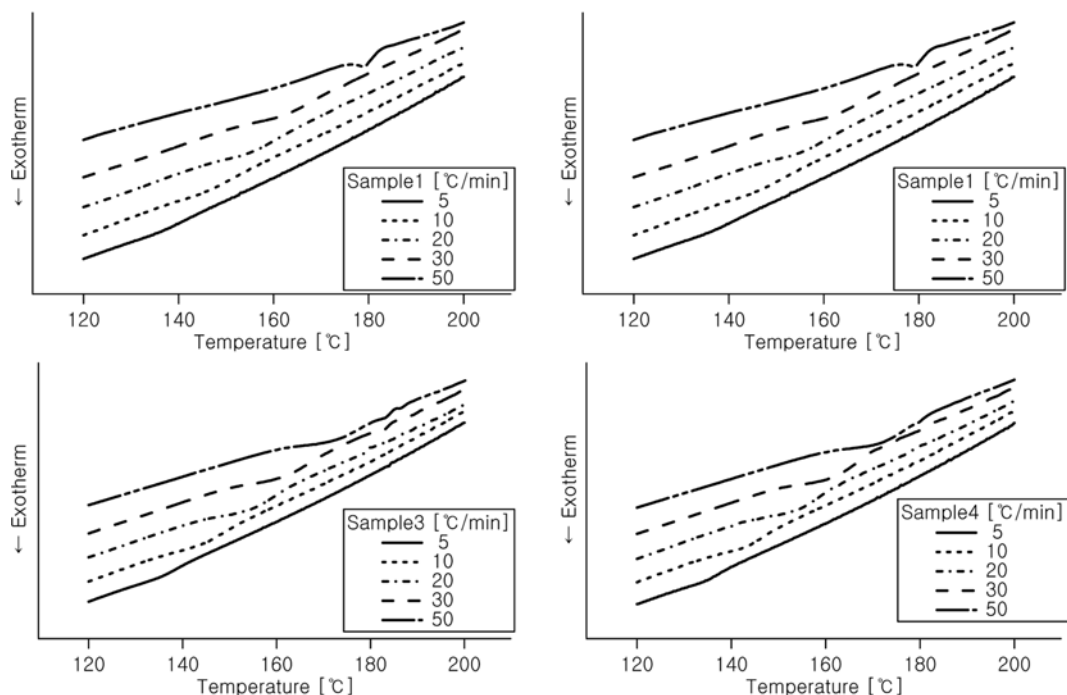 ← Exotherm
Sample1 [℃/min]
5
10
20
30
50
120 140 160 180 200
Temperature [℃]
← Exotherm
Sample1 [℃/min]
5
10
20
30
50
120 140 160 180 200
Temperature [℃]
← Exotherm
Sample3 [℃/min]
5
10
20
30
50
120 140 160 180 200
Temperature [℃]
← Exotherm
Sample4 [℃/min]
5
10
20
30
50
120 140 160 180 200
Temperature [℃]